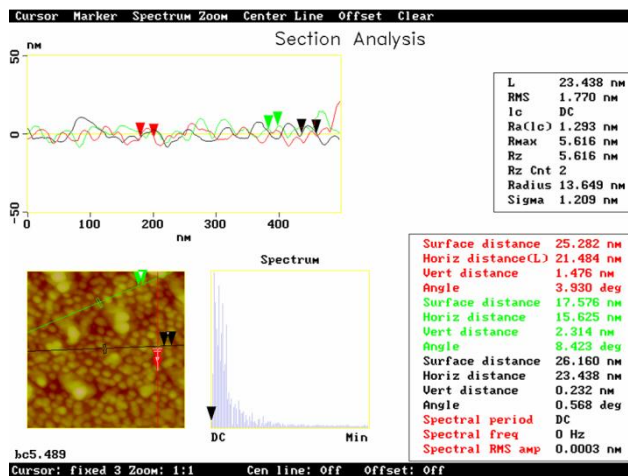 Cursor Marker Spectrum Zoom Center Line Offset Clear
Section Analysis
nm
50
0
-50
0 100 200 300 400
nm
L 23.438 nm
RMS 1.770 nm
lc DC
Ra(lc) 1.293 nm
Rmax 5.616 nm
Rz 5.616 nm
Rz Cnt 2
Radius 13.649 nm
Sigma 1.209 nm
Surface distance 25.282 nm
Horiz distance(L) 21.484 nm
Vert distance 1.476 nm
Angle 3.930 deg
Surface distance 17.576 nm
Horiz distance 15.625 nm
Vert distance 2.314 nm
Angle 8.423 deg
Surface distance 26.160 nm
Horiz distance 23.438 nm
Vert distance 0.232 nm
Angle 0.568 deg
Spectral period DC
Spectral freq 0 Hz
Spectral RMS amp 0.0003 nm
Spectrum
DC Min
bc5.489
Cursor: fixed 3 Zoom: 1:1 Cen line: Off Offset: Off